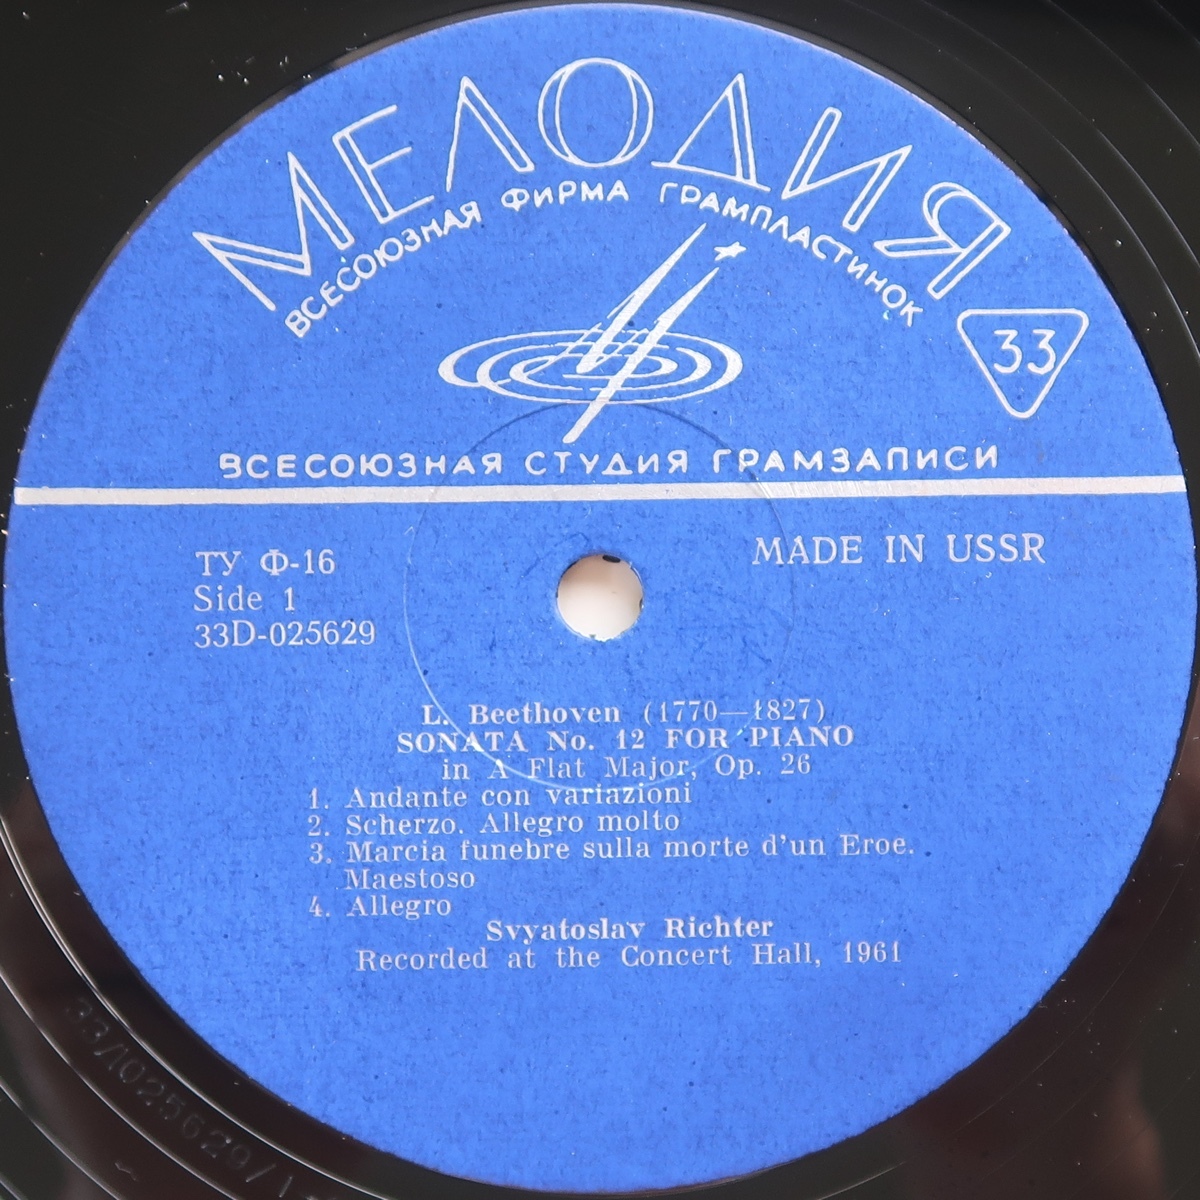 МЕЛОДИЯ
ВСЕСОЮЗНАЯ ФИРМА ГРАМПЛАСТИНОК
33
ВСЕСОЮЗНАЯ СТУДИЯ ГРАМЗАПИСИ
MADE IN USSR
ТУ Ф-16
Side 1
33D-025629
L. Beethoven (1770—1827)
SONATA No. 12 FOR PIANO
in A Flat Major, Op. 26
1. Andante con variazioni
2. Scherzo. Allegro molto
3. Marcia funebre sulla morte d'un Eroe.
Maestoso
4. Allegro
Svyatoslav Richter
Recorded at the Concert Hall, 1961